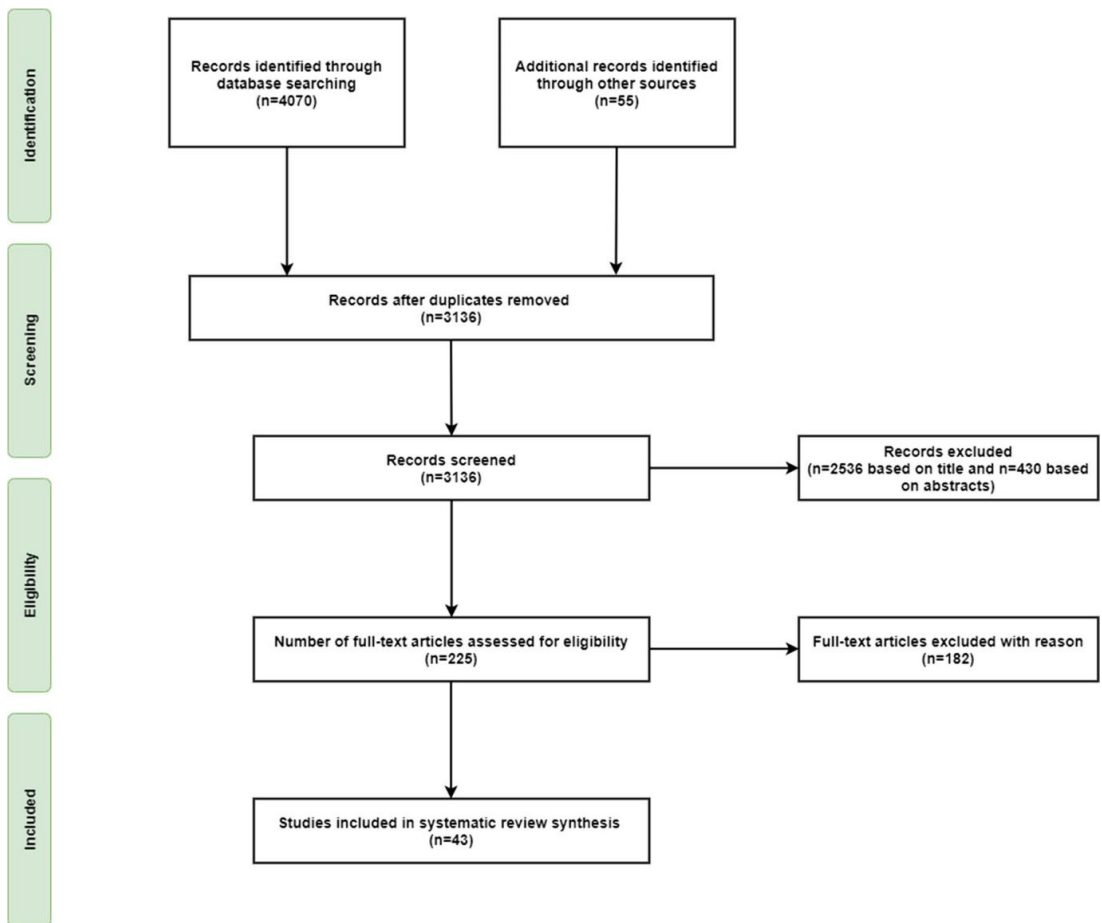 Identification
Records identified through
database searching
(n=4070)
Additional records identified
through other sources
(n=55)
Screening
Records after duplicates removed
(n=3136)
Records screened
(n=3136)
Records excluded
(n=2536 based on title and n=430 based
on abstracts)
Eligibility
Number of full-text articles assessed for eligibility
(n=225)
Full-text articles excluded with reason
(n=182)
Included
Studies included in systematic review synthesis
(n=43)